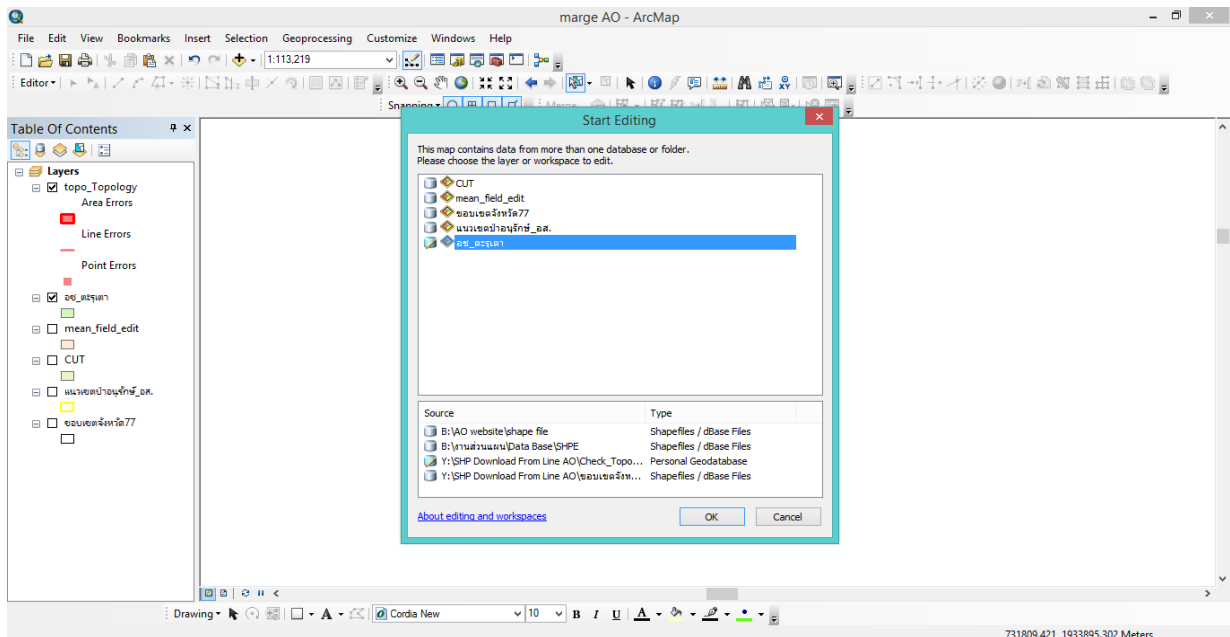 marge AO - ArcMap
File Edit View Bookmarks Insert Selection Geoprocessing Customize Windows Help
1:113,219
Editor
Snapping Merge
Table Of Contents
Layers
topo_Topology
Area Errors
Line Errors
Point Errors
อช_ตะรุเตา
mean_field_edit
CUT
แนวเขตป่าอนุรักษ์_อส.
ขอบเขตจังหวัด77
Start Editing
This map contains data from more than one database or folder.
Please choose the layer or workspace to edit.
CUT
mean_field_edit
ขอบเขตจังหวัด77
แนวเขตป่าอนุรักษ์_อส.
อช_ตะรุเตา
Source Type
B:\AO website\shape file Shapefiles / dBase Files
B:\งานส่วนแผน\Data Base\SHPE Shapefiles / dBase Files
Y:\SHP Download From Line AO\Check_Topo... Personal Geodatabase
Y:\SHP Download From Line AO\ขอบเขตจังห... Shapefiles / dBase Files
About editing and workspaces OK Cancel
Drawing A Cordia New 10 B I U A
731809.421 1933895.302 Meters